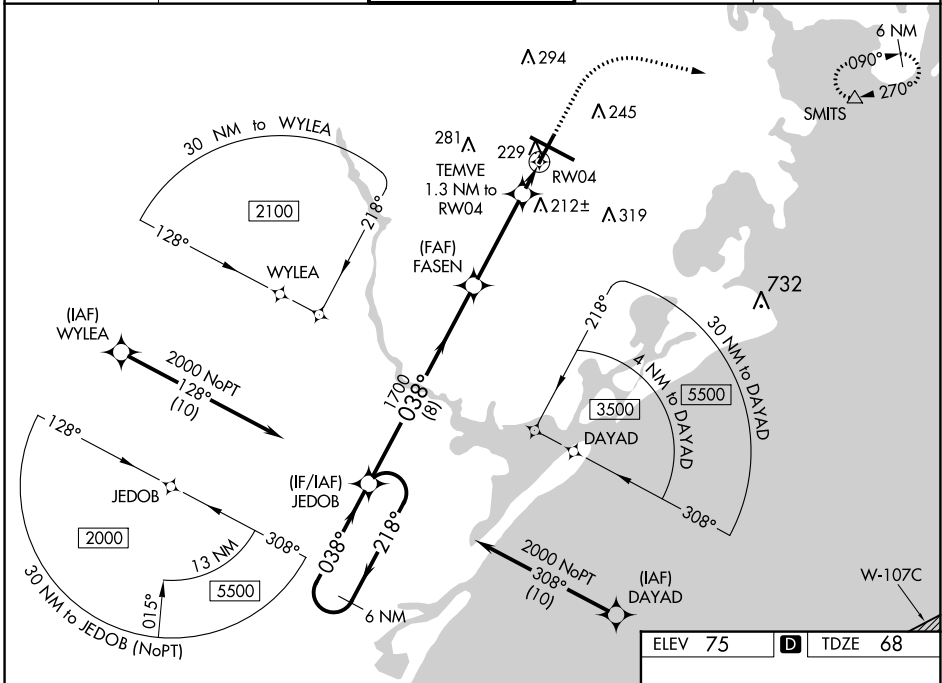 6 NM
090°
270°
SMITS
294
245
281
229
TEMVE
1.3 NM to
RW04
RW04
212±
319
30 NM to WYLEA
2100
218°
128°
WYLEA
(FAF)
FASEN
732
(IAF)
WYLEA
2000 NoPT
128°
(10)
218°
30 NM to DAYAD
4 NM to DAYAD
5500
3500
DAYAD
308°
1700
038°
(8)
128°
JEDOB
(IF/IAF)
JEDOB
2000
308°
13 NM
5500
015°
30 NM to JEDOB (NoPT)
038°
218°
6 NM
2000 NoPT
308°
(10)
(IAF)
DAYAD
W-107C
ELEV 75 D TDZE 68